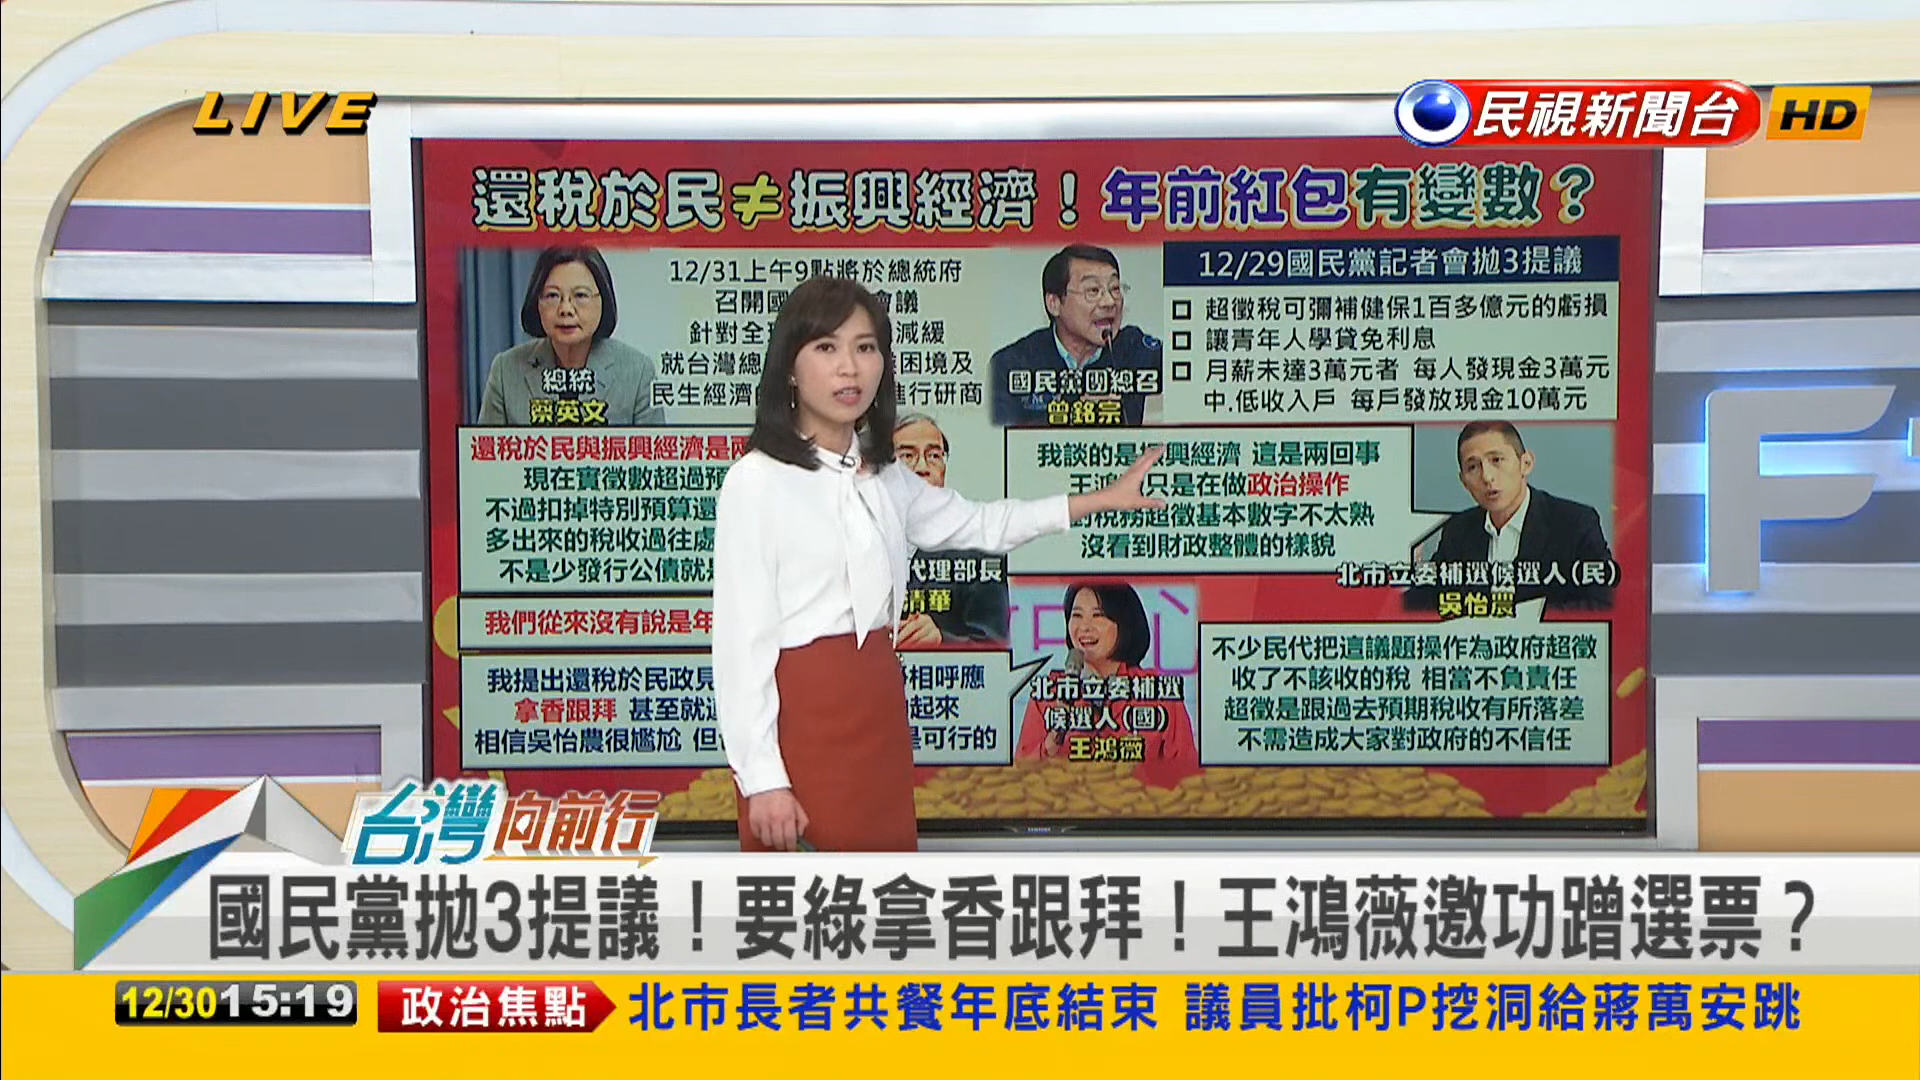 LIVE
民視新聞台
HD
還稅於民≠振興經濟！年前紅包有變數？
12/31上午9點將於總統府
召開國
會議
針對全
減緩
就台灣總
困境及
民生經濟
進行研商
總統
蔡英文
國民黨團總召
曾銘宗
12/29國民黨記者會拋3提議
超徵稅可彌補健保1百多億元的虧損
讓青年人學貸免利息
月薪未達3萬元者 每人發現金3萬元
中.低收入戶 每戶發放現金10萬元
還稅於民與振興經濟是
現在實徵數超過
不過扣掉特別預算還
多出來的稅收過往
不是少發行公債就
我們從來沒有說是年
代理部長
清華
我談的是振興經濟 這是兩回事
王鴻 只是在做政治操作
對稅務超徵基本數字不太熟
沒看到財政整體的樣貌
北市立委補選候選人(民)
吳怡農
我提出還稅於民政見
相呼應
拿香跟拜 甚至就
起來
相信吳怡農很尷尬 但
是可行的
北市立委補選
候選人(國)
王鴻薇
不少民代把這議題操作為政府超徵
收了不該收的稅 相當不負責任
超徵是跟過去預期稅收有所落差
不需造成大家對政府的不信任
台灣向前行
國民黨拋3提議！要綠拿香跟拜！王鴻薇邀功蹭選票？
12/30 15:19 政治焦點 北市長者共餐年底結束 議員批柯P挖洞給蔣萬安跳